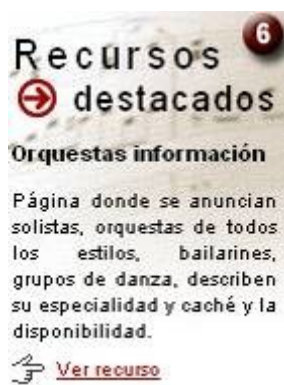 6
Recursos
destacados
Orquestas información
Página donde se anuncian
solistas, orquestas de todos
los estilos, bailarines,
grupos de danza, describen
su especialidad y caché y la
disponibilidad.
Ver recurso